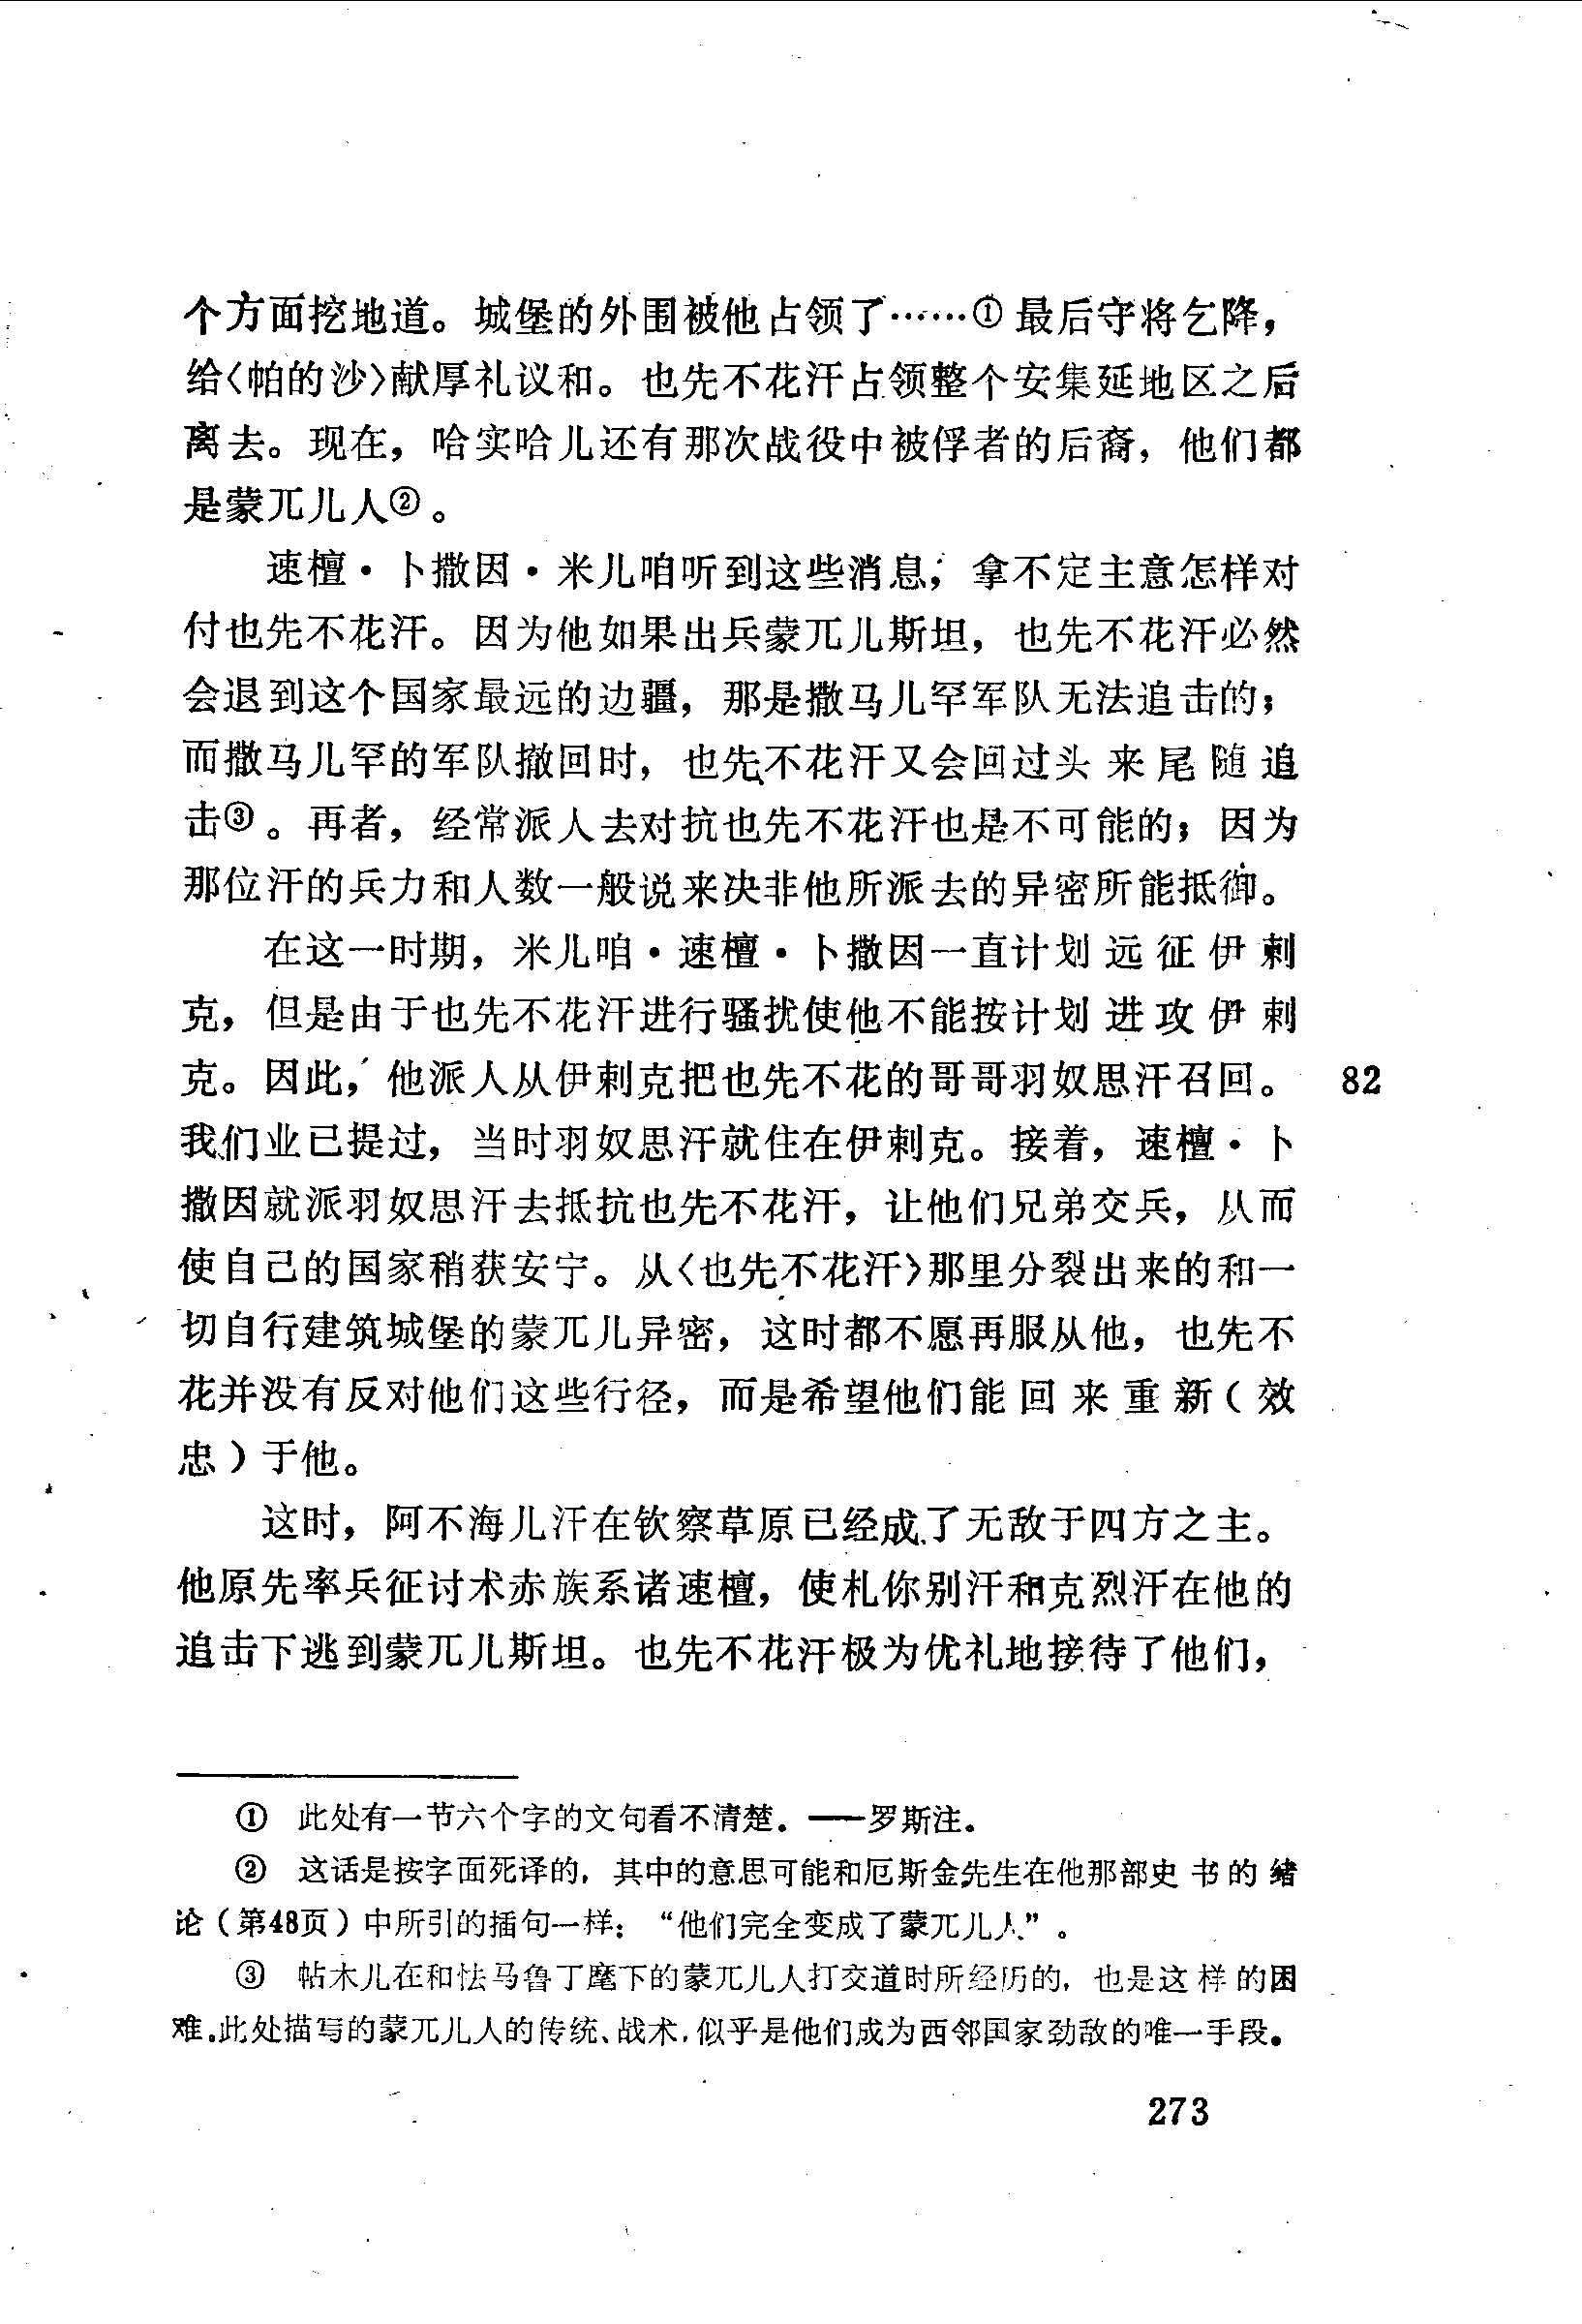 个方面挖地道。城堡的外围被他占领了……①最后守将乞降，
给〈帕的沙〉献厚礼议和。也先不花汗占领整个安集延地区之后
离去。现在，哈实哈儿还有那次战役中被俘者的后裔，他们都
是蒙兀儿人②。
速檀·卜撒因·米儿咱听到这些消息，拿不定主意怎样对
付也先不花汗。因为他如果出兵蒙兀儿斯坦，也先不花汗必然
会退到这个国家最远的边疆，那是撒马儿罕军队无法追击的；
而撒马儿罕的军队撤回时，也先不花汗又会回过头来尾随追
击③。再者，经常派人去对抗也先不花汗也是不可能的；因为
那位汗的兵力和人数一般说来决非他所派去的异密所能抵御。
在这一时期，米儿咱·速檀·卜撒因一直计划远征伊剌
克，但是由于也先不花汗进行骚扰使他不能按计划进攻伊剌
克。因此，他派人从伊剌克把也先不花的哥哥羽奴思汗召回。 82
我们业已提过，当时羽奴思汗就住在伊剌克。接着，速檀·卜
撒因就派羽奴思汗去抵抗也先不花汗，让他们兄弟交兵，从而
使自己的国家稍获安宁。从〈也先不花汗〉那里分裂出来的和一
切自行建筑城堡的蒙兀儿异密，这时都不愿再服从他，也先不
花并没有反对他们这些行径，而是希望他们能回来重新（效
忠）于他。
这时，阿不海儿汗在钦察草原已经成了无敌于四方之主。
他原先率兵征讨术赤族系诸速檀，使札你别汗和克烈汗在他的
追击下逃到蒙兀儿斯坦。也先不花汗极为优礼地接待了他们，
① 此处有一节六个字的文句看不清楚。——罗斯注。
② 这话是按字面死译的，其中的意思可能和厄斯金先生在他那部史书的绪
论（第48页）中所引的插句一样：“他们完全变成了蒙兀儿人”。
③ 帖木儿在和怯马鲁丁麾下的蒙兀儿人打交道时所经历的，也是这样的困
难。此处描写的蒙兀儿人的传统、战术，似乎是他们成为西邻国家劲敌的唯一手段。
273